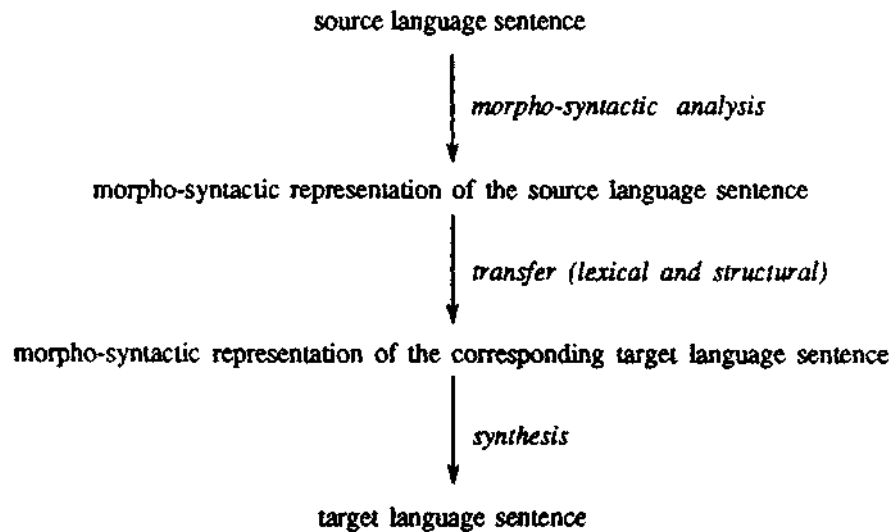 source language sentence
morpho-syntactic analysis
morpho-syntactic representation of the source language sentence
transfer (lexical and structural)
morpho-syntactic representation of the corresponding target language sentence
synthesis
target language sentence